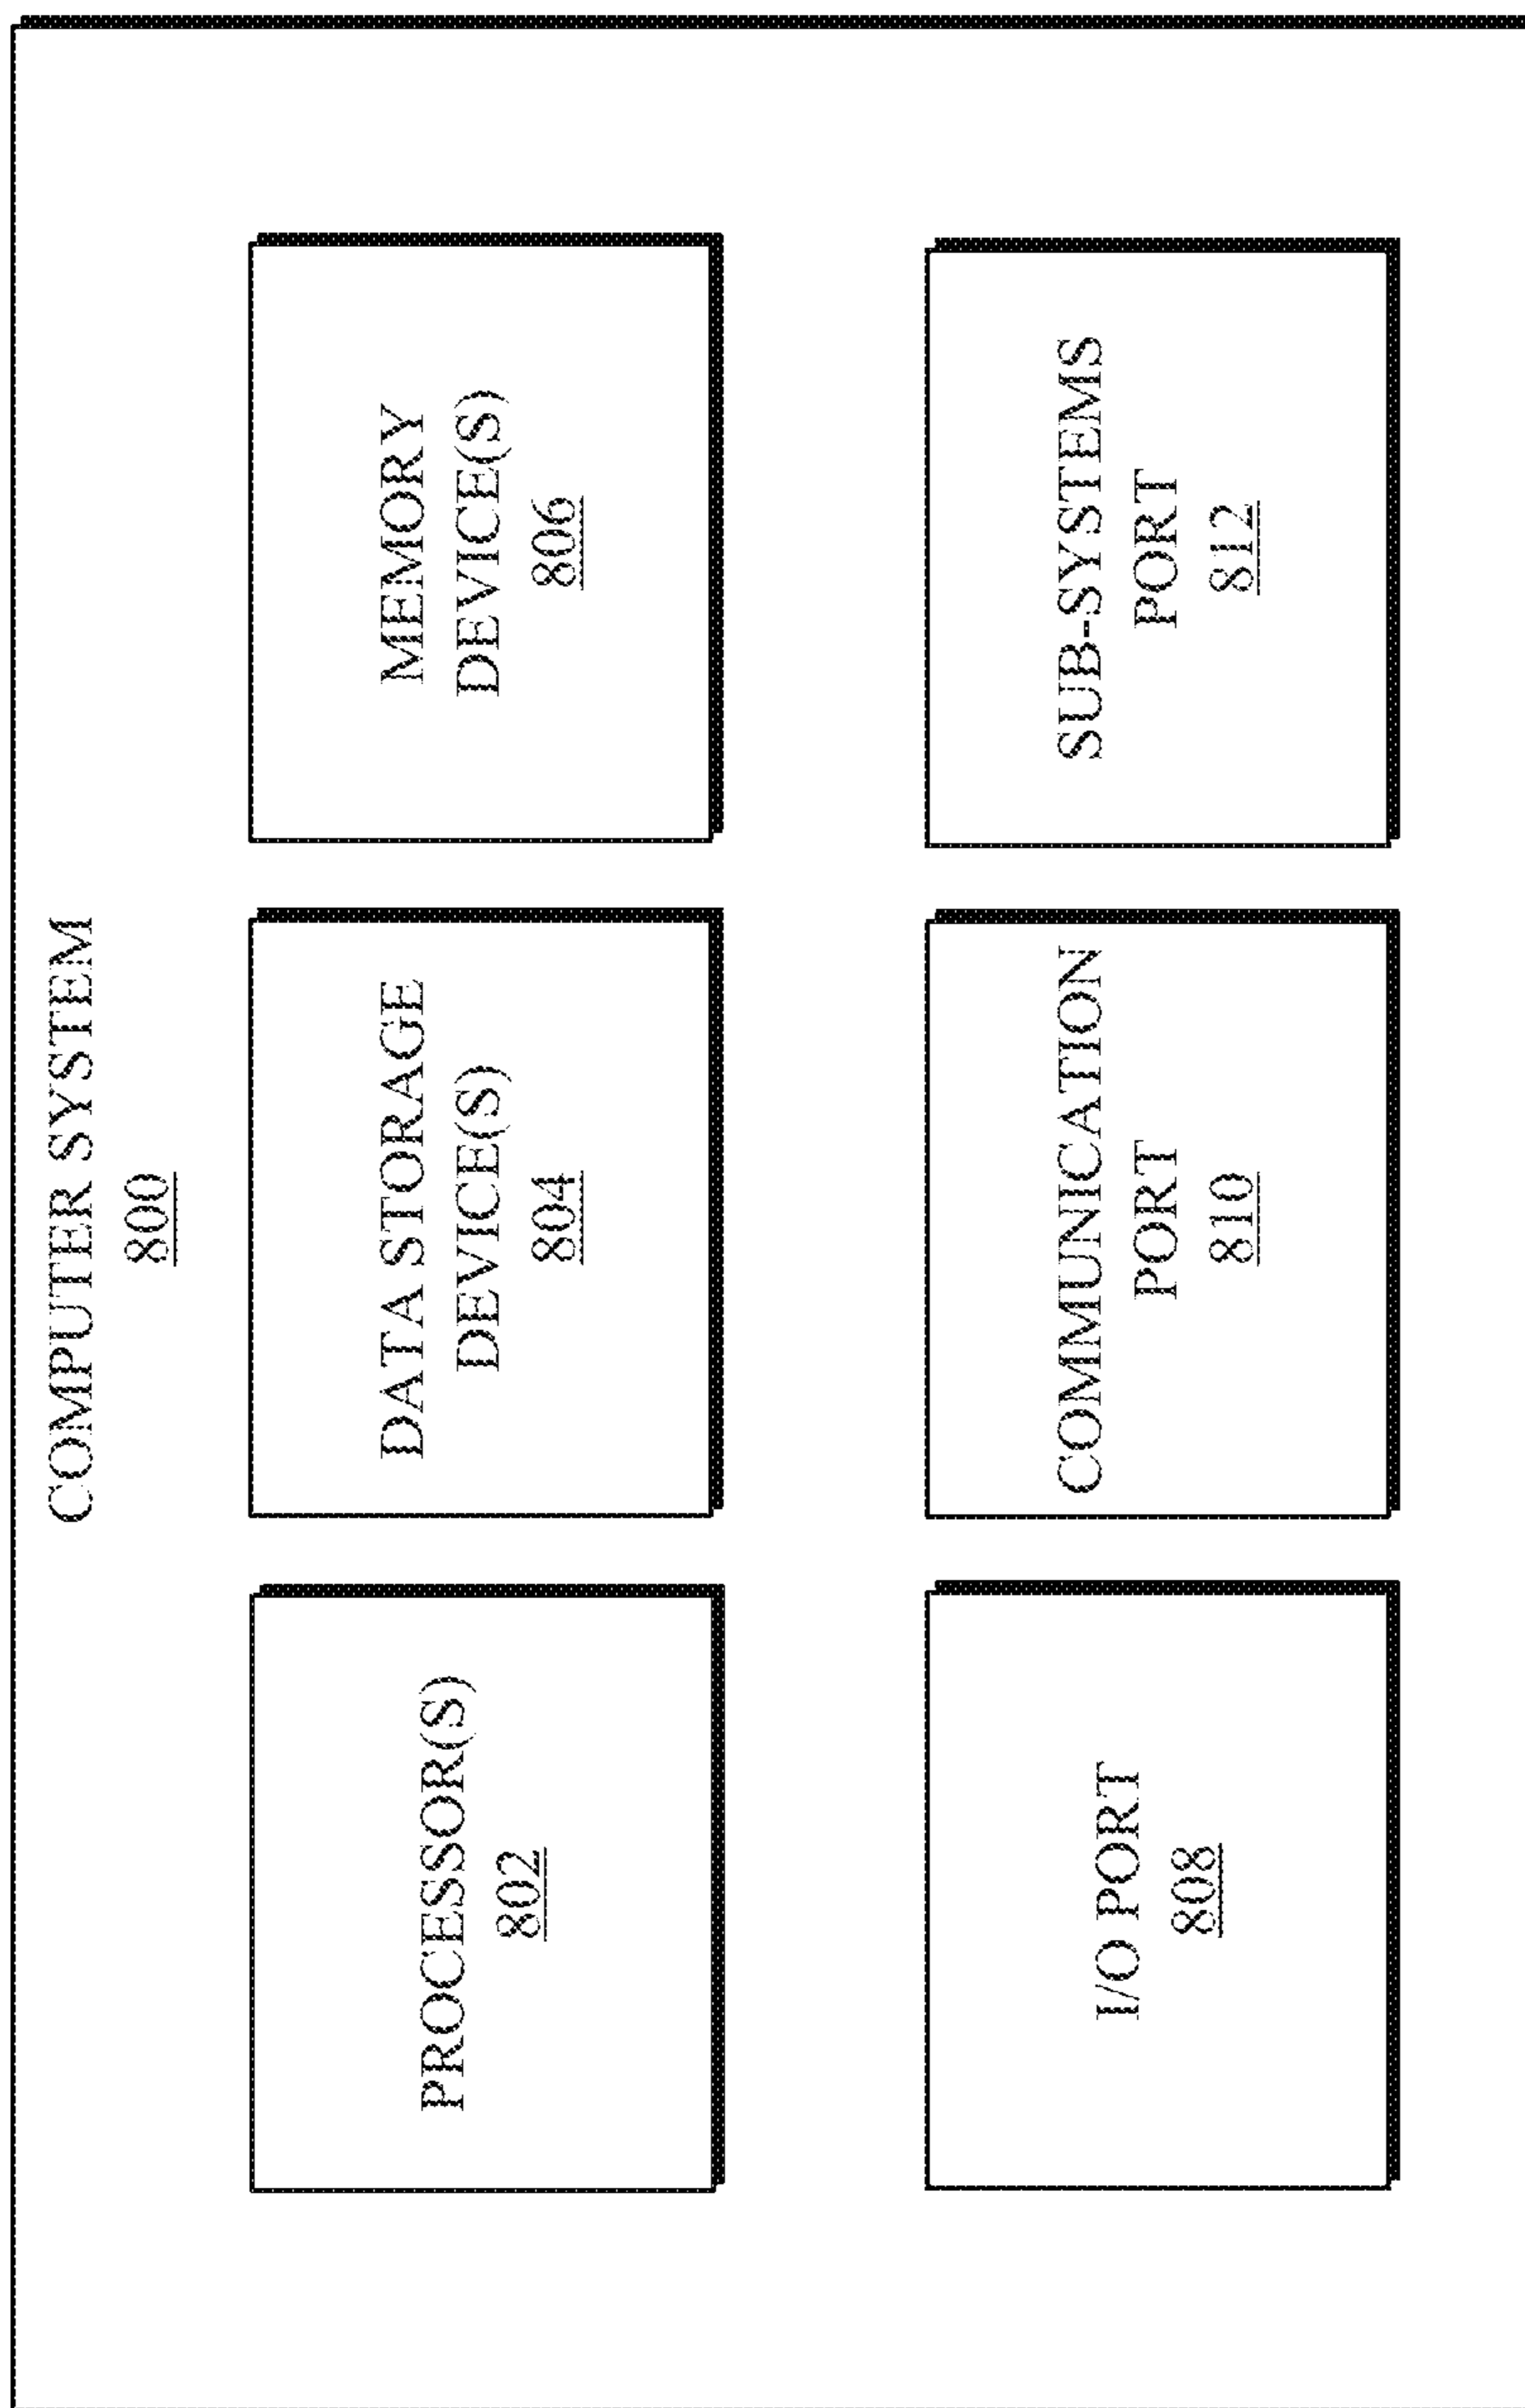 COMPUTER SYSTEM
800
PROCESSOR(S)
802
DATA STORAGE
DEVICE(S)
804
MEMORY
DEVICE(S)
806
I/O PORT
808
COMMUNICATION
PORT
810
SUB-SYSTEMS
PORT
812